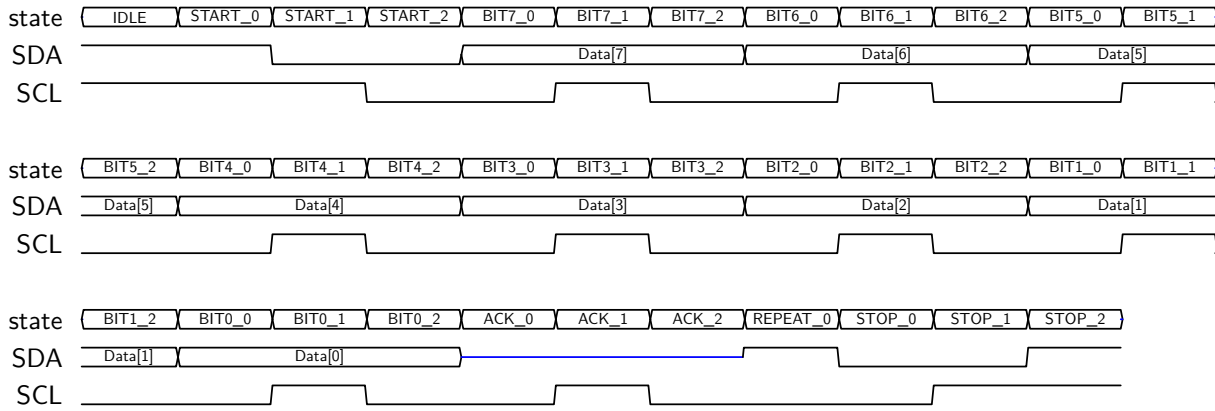 state IDLE START_0 START_1 START_2 BIT7_0 BIT7_1 BIT7_2 BIT6_0 BIT6_1 BIT6_2 BIT5_0 BIT5_1
SDA Data[7] Data[6] Data[5]
SCL
state BIT5_2 BIT4_0 BIT4_1 BIT4_2 BIT3_0 BIT3_1 BIT3_2 BIT2_0 BIT2_1 BIT2_2 BIT1_0 BIT1_1
SDA Data[5] Data[4] Data[3] Data[2] Data[1]
SCL
state BIT1_2 BIT0_0 BIT0_1 BIT0_2 ACK_0 ACK_1 ACK_2 REPEAT_0 STOP_0 STOP_1 STOP_2
SDA Data[1] Data[0]
SCL